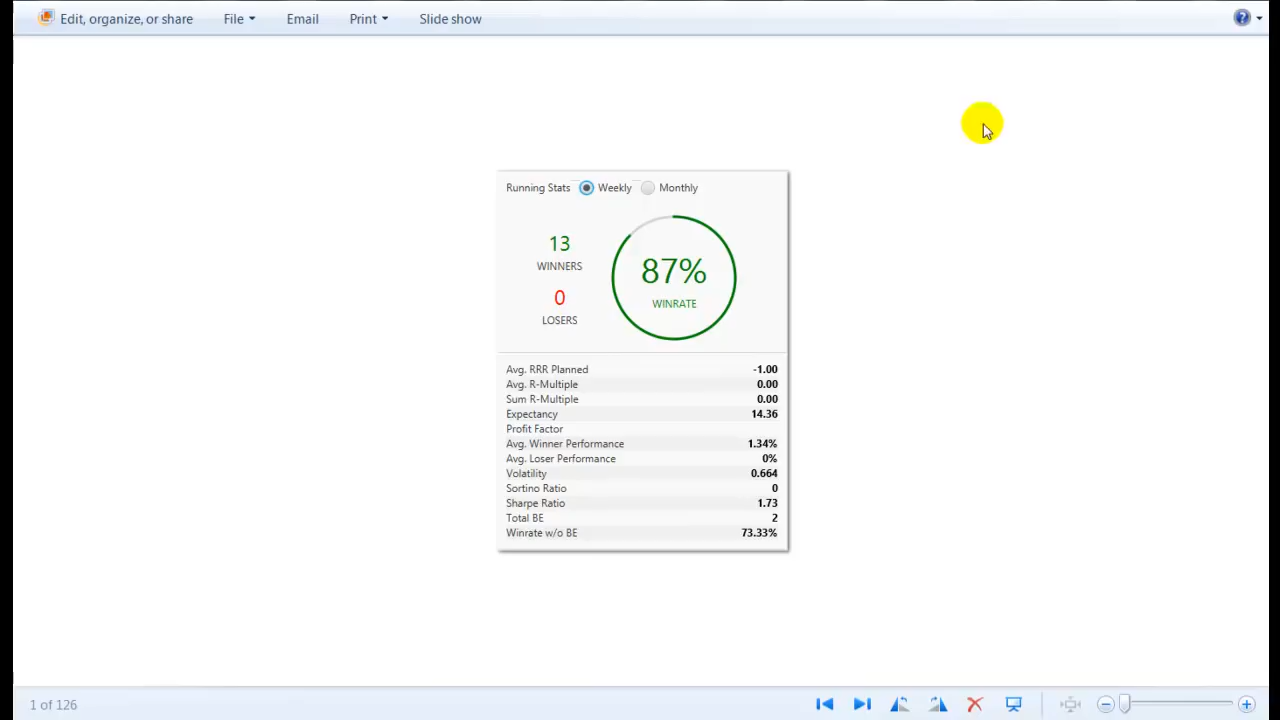 Edit, organize, or share File Email Print Slide show
Running Stats Weekly Monthly
13
WINNERS
0
LOSERS
87%
WINRATE
Avg. RRR Planned -1.00
Avg. R-Multiple 0.00
Sum R-Multiple 0.00
Expectancy 14.36
Profit Factor
Avg. Winner Performance 1.34%
Avg. Loser Performance 0%
Volatility 0.664
Sortino Ratio 0
Sharpe Ratio 1.73
Total BE 2
Winrate w/o BE 73.33%
1 of 126